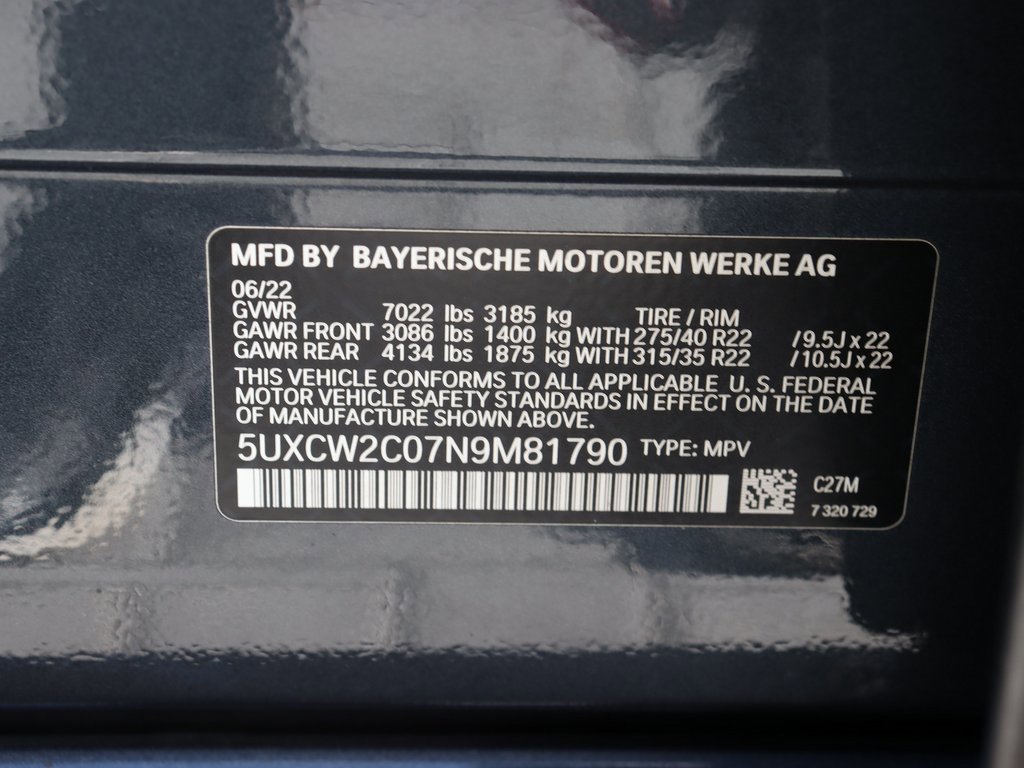 MFD BY BAYERISCHE MOTOREN WERKE AG
06/22
GVWR 7022 lbs 3185 kg TIRE / RIM
GAWR FRONT 3086 lbs 1400 kg WITH 275/40 R22 / 9.5J x 22
GAWR REAR 4134 lbs 1875 kg WITH 315/35 R22 / 10.5J x 22
THIS VEHICLE CONFORMS TO ALL APPLICABLE U. S. FEDERAL
MOTOR VEHICLE SAFETY STANDARDS IN EFFECT ON THE DATE
OF MANUFACTURE SHOWN ABOVE.
5UXCW2C07N9M81790 TYPE: MPV
C27M
7 320 729